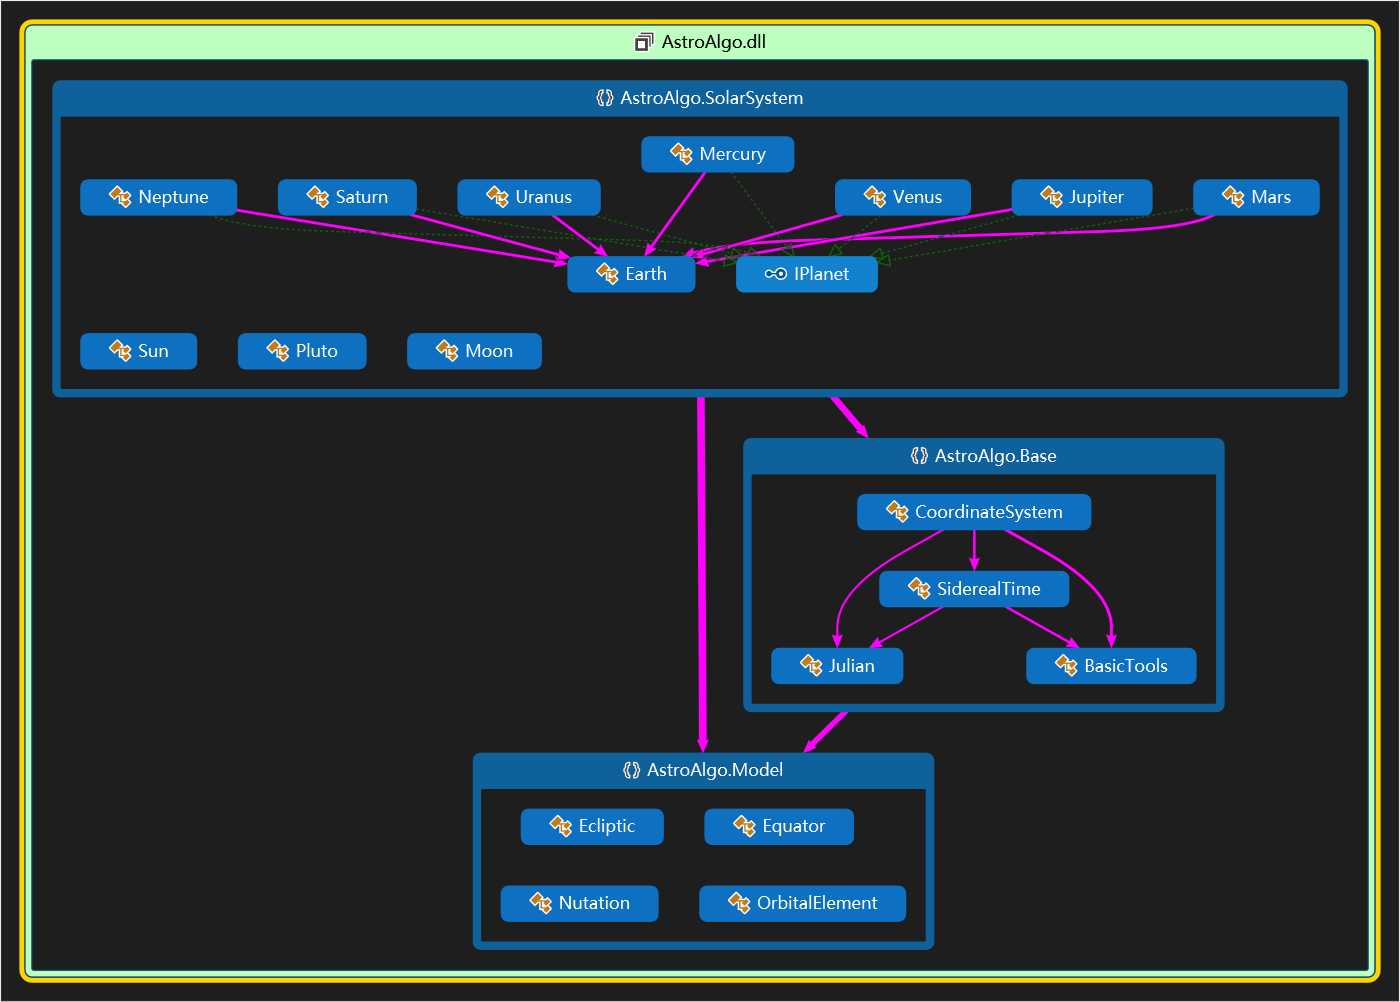 AstroAlgo.dll
AstroAlgo.SolarSystem
Mercury
Neptune
Saturn
Uranus
Venus
Jupiter
Mars
Earth
IPlanet
Sun
Pluto
Moon
AstroAlgo.Base
CoordinateSystem
SiderealTime
Julian
BasicTools
AstroAlgo.Model
Ecliptic
Equator
Nutation
OrbitalElement